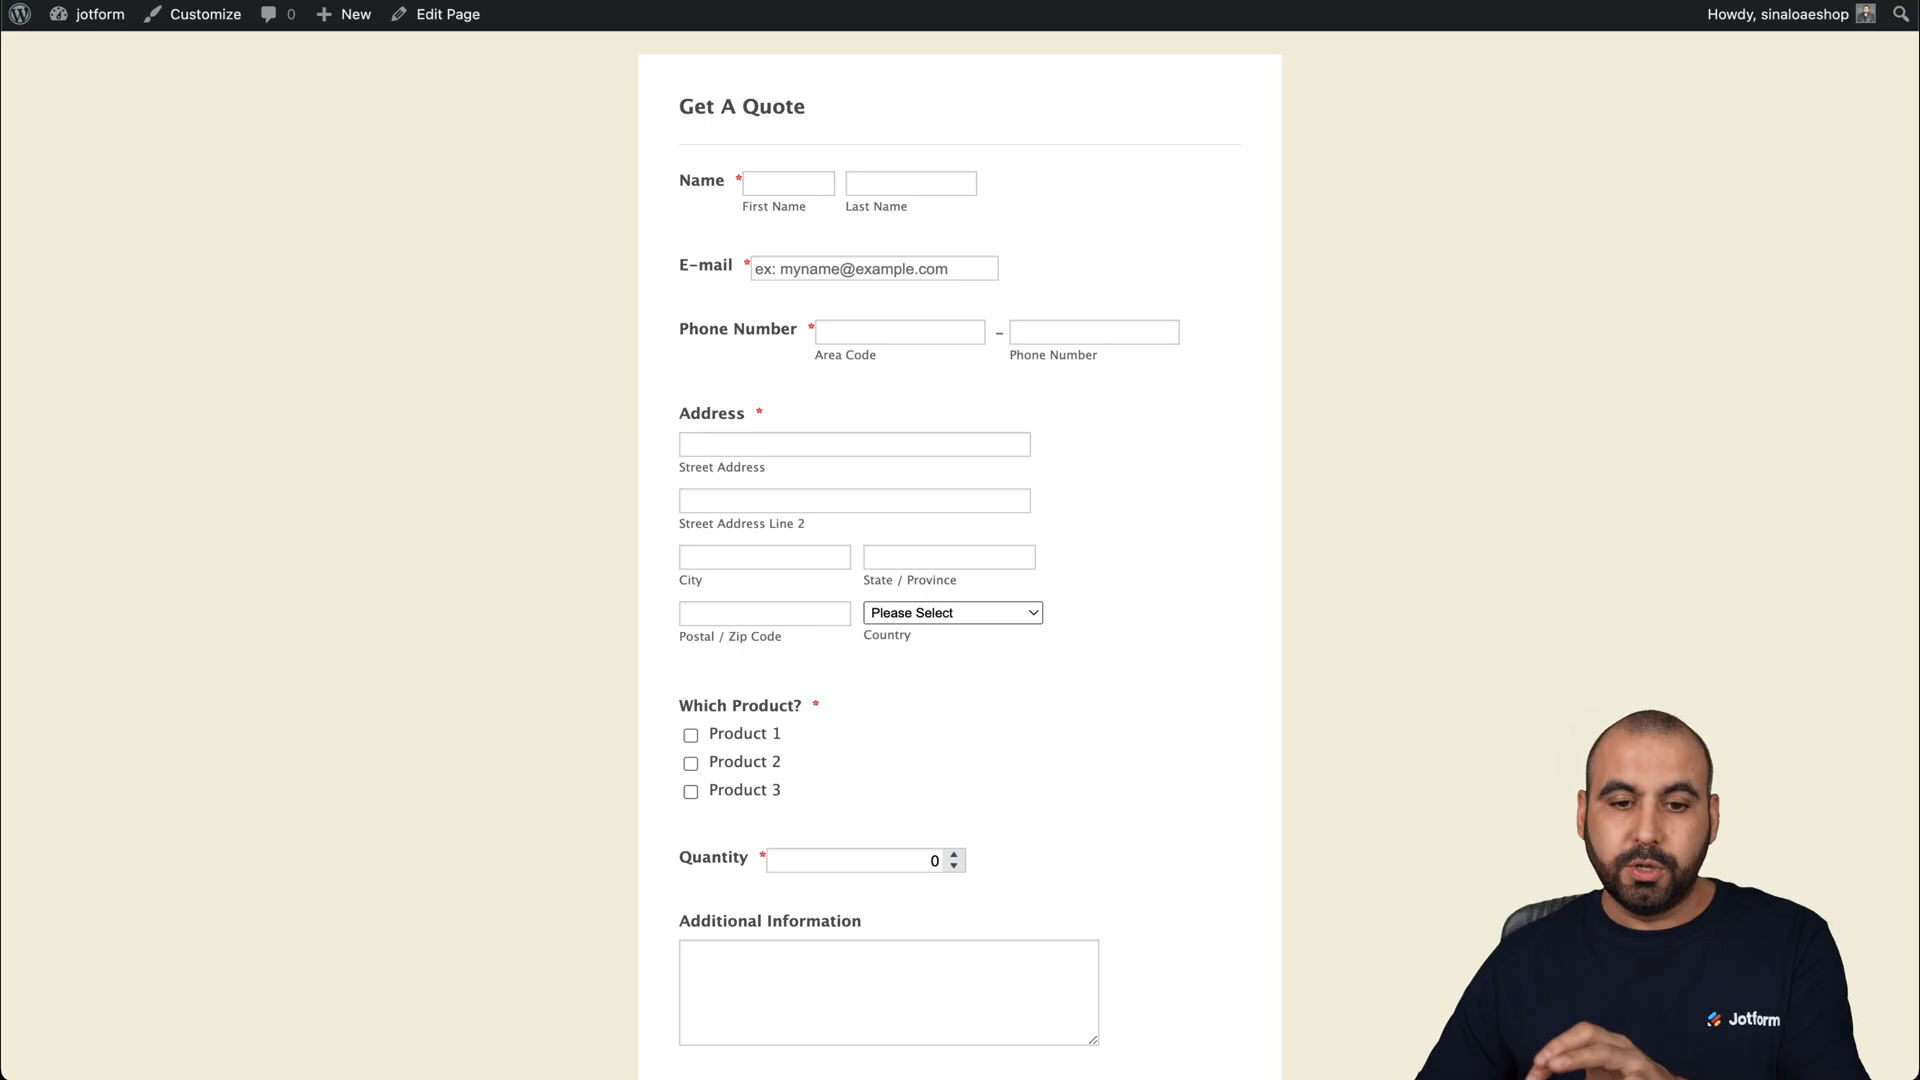 jotform Customize 0 New Edit Page Howdy, sinaloaeshop
Get A Quote
Name *
First Name Last Name
E-mail * ex: myname@example.com
Phone Number * -
Area Code Phone Number
Address *
Street Address
Street Address Line 2
City State / Province
Please Select
Postal / Zip Code Country
Which Product? *
Product 1
Product 2
Product 3
Quantity * 0
Additional Information
Jotform